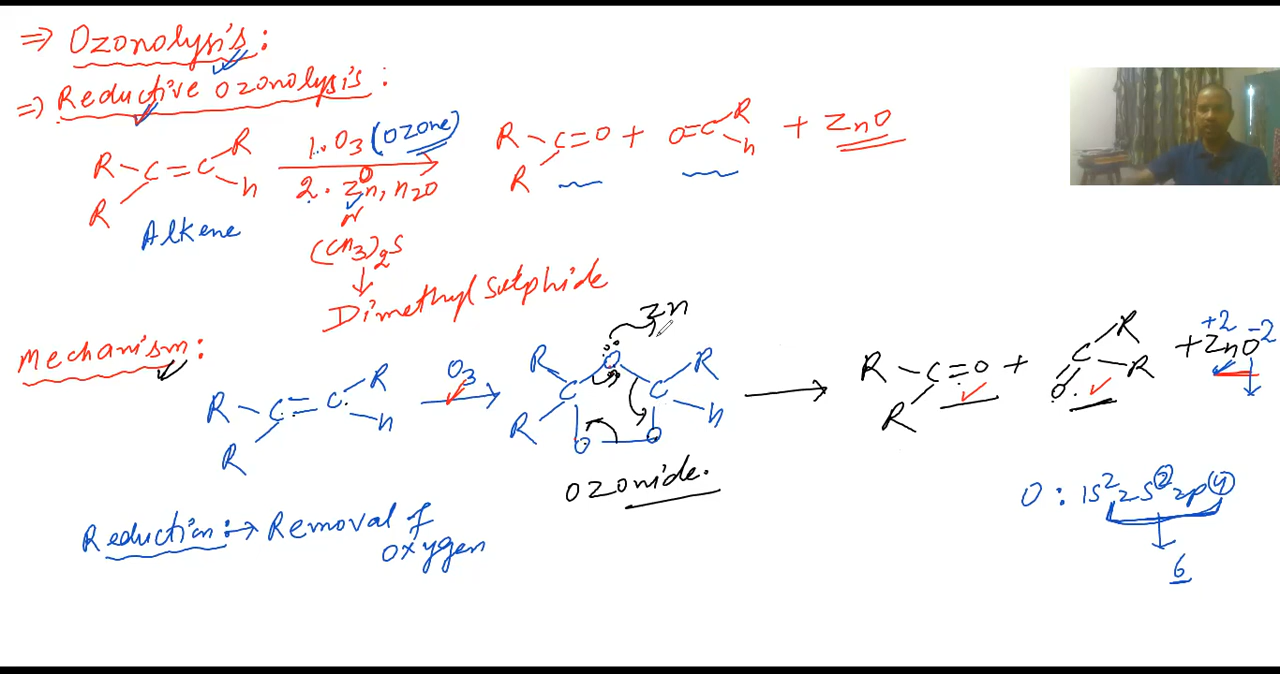 ⇒ Ozonolysis :
⇒ Reductive ozonolysis :
R R C = C R H
1. O3 (Ozone)
2. Zn, H2O
R R C = O + O = C R H + ZnO
Alkene
(CH3)2S
↓
Dimethyl sulphide
Mechanism :
R R C = C R H
O3
R R C O C R H O O
Zn
R R C = O + R C R O + ZnO
+2 -2
Ozonide.
O : 1s² 2s² 2p⁴
6
Reduction : → Removal of
oxygen